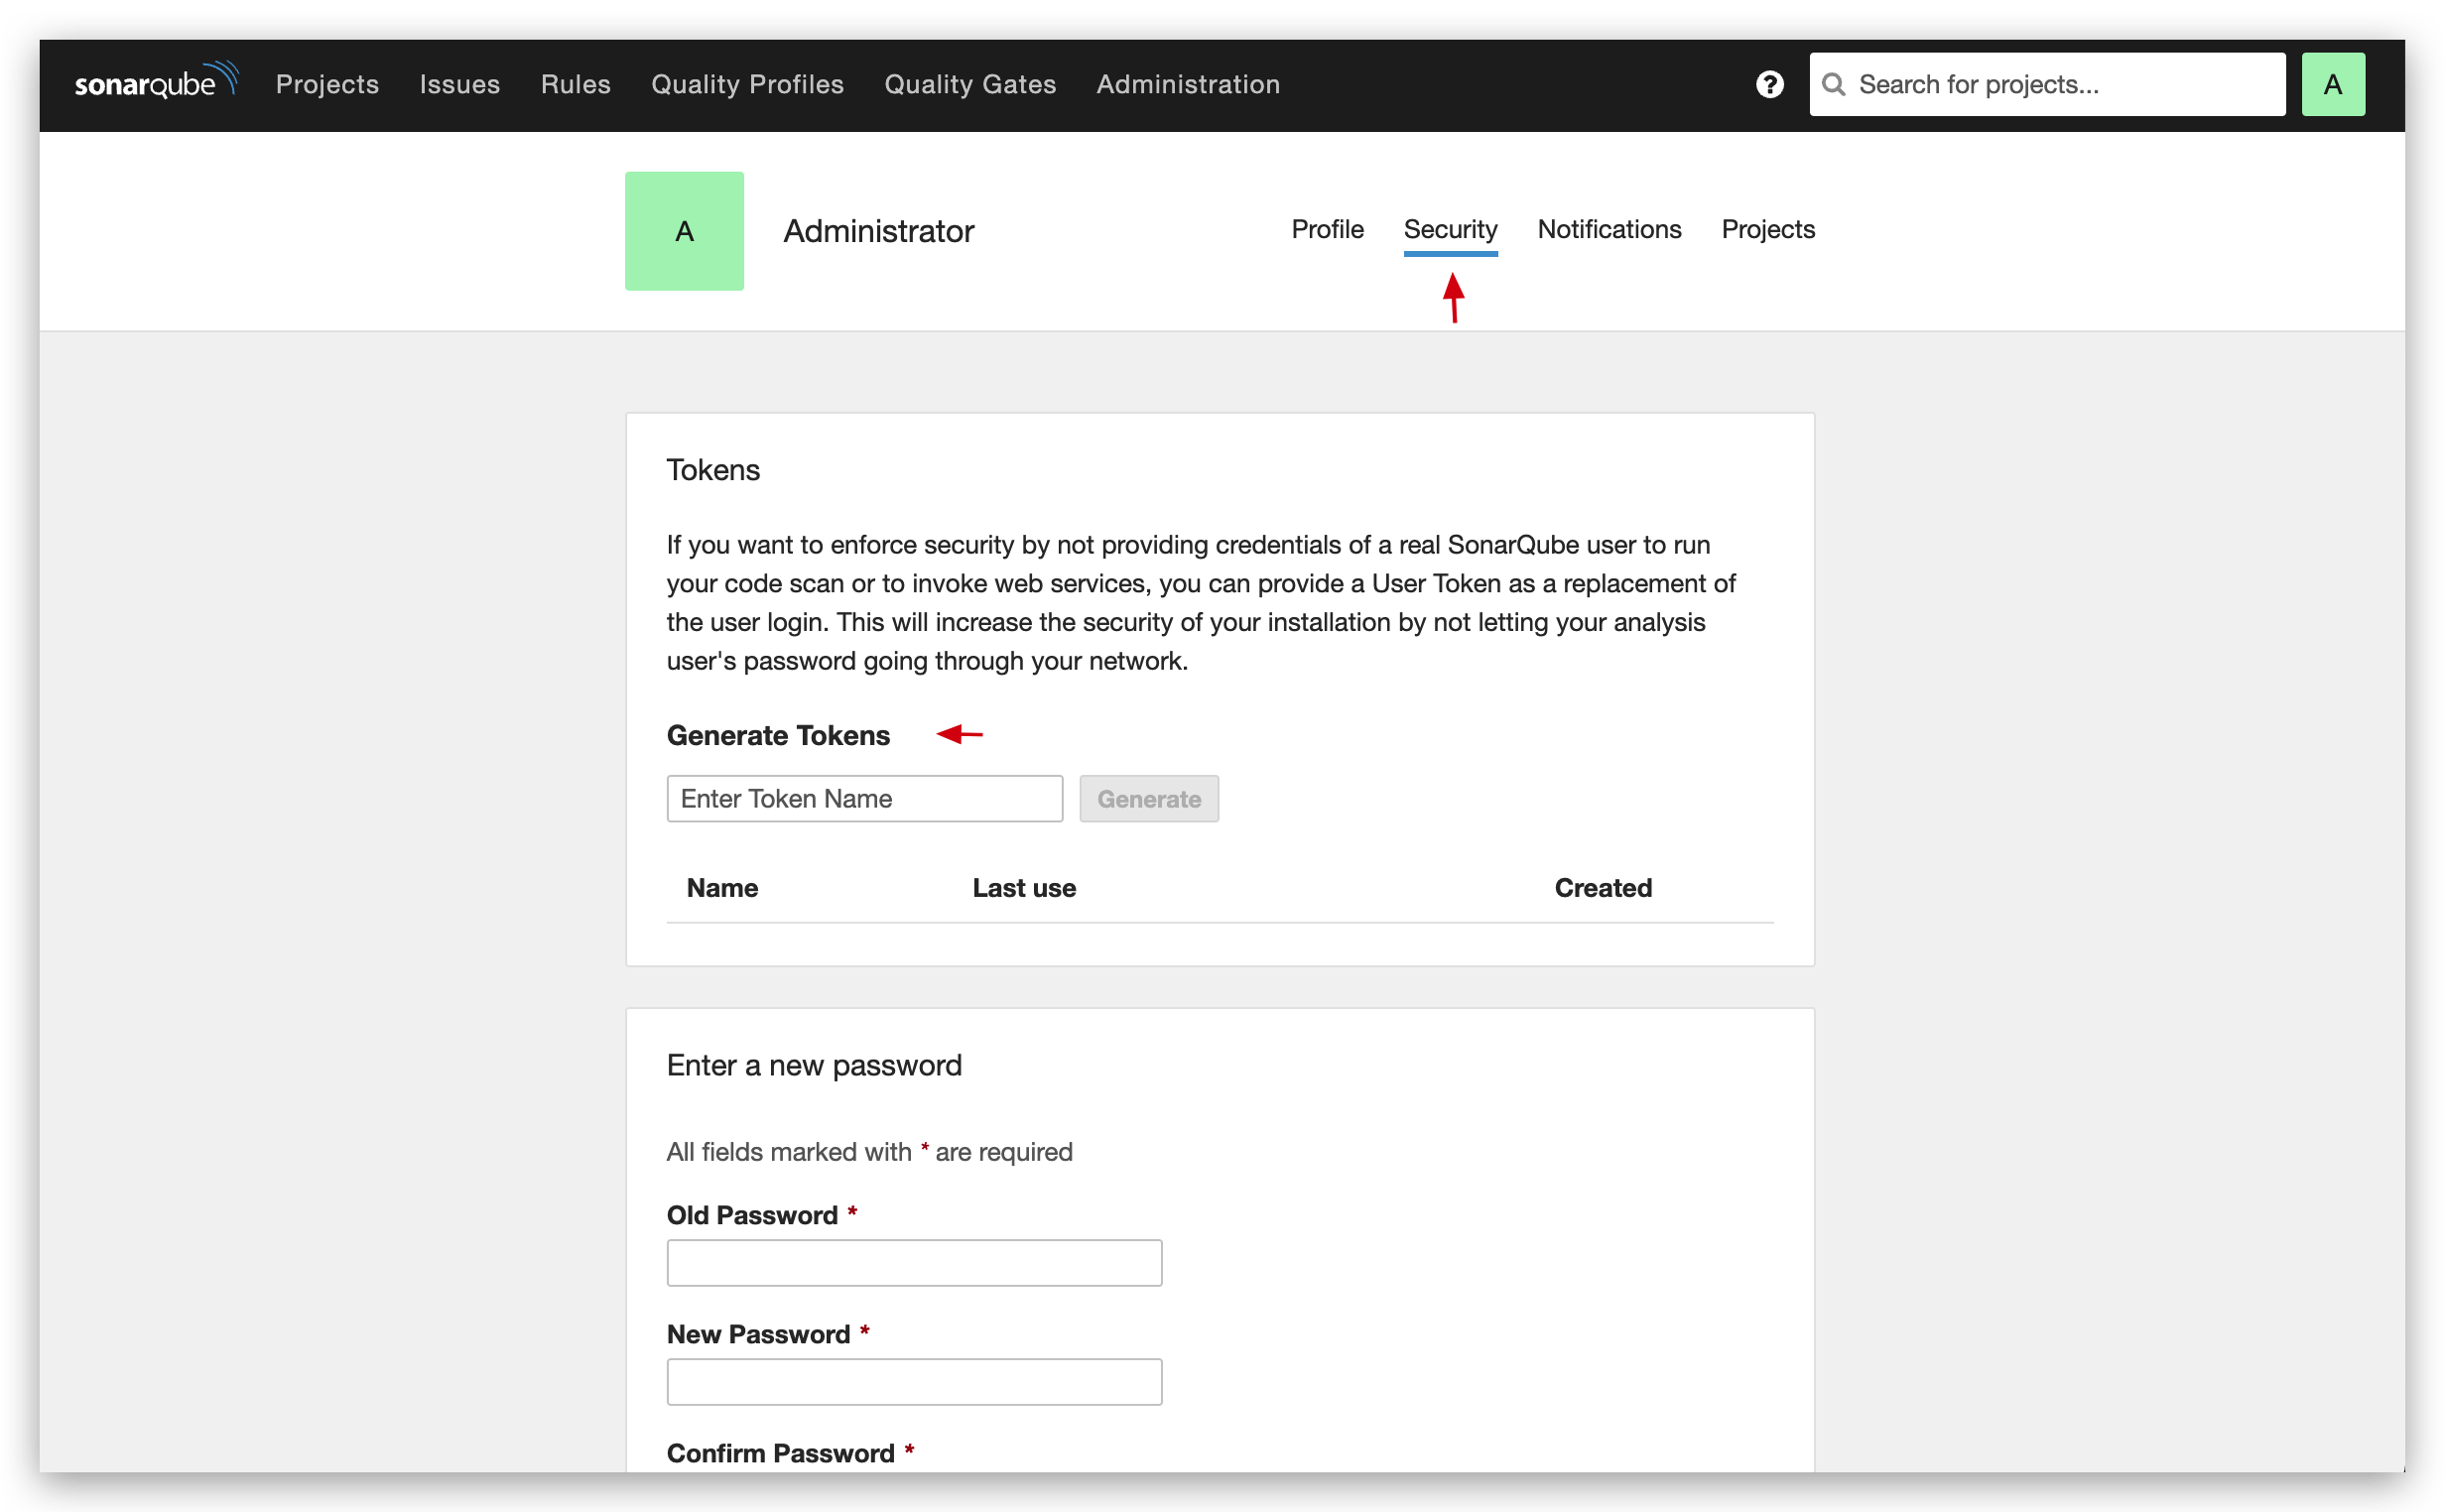 sonarqube Projects Issues Rules Quality Profiles Quality Gates Administration ? Search for projects... A
A Administrator Profile Security Notifications Projects
Tokens
If you want to enforce security by not providing credentials of a real SonarQube user to run
your code scan or to invoke web services, you can provide a User Token as a replacement of
the user login. This will increase the security of your installation by not letting your analysis
user's password going through your network.
Generate Tokens
Enter Token Name Generate
Name Last use Created
Enter a new password
All fields marked with * are required
Old Password *
New Password *
Confirm Password *